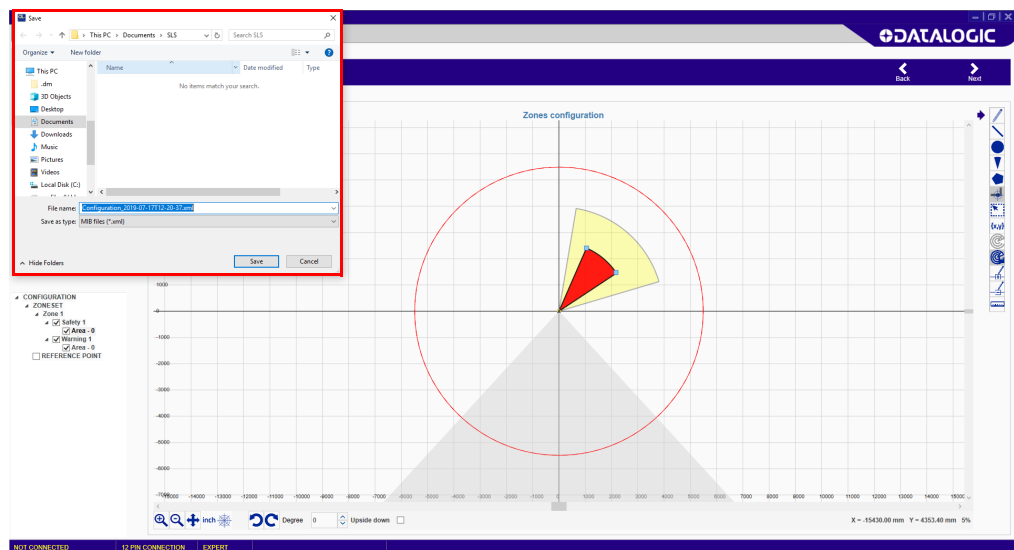 Save
This PC > Documents > SLS
Search SLS
Organize
New folder
This PC
.dm
3D Objects
Desktop
Documents
Downloads
Music
Pictures
Videos
Local Disk (C:)
Name Date modified Type
No items match your search.
File name: Configuration_2019-07-17T12-20-37.xml
Save as type: MIB files (*.xml)
Hide Folders
Save
Cancel
DATALOGIC
Back
Next
Zones configuration
{x,y}
CONFIGURATION
ZONESET
Zone 1
Safety 1
Area - 0
Warning 1
Area - 0
REFERENCE POINT
1000
-0
-1000
-2000
-3000
-4000
-5000
-6000
-14000 -13000 -12000 -11000 -10000 -9000 -8000 -7000 -6000 -5000 -4000 -3000 -2000 -1000 0 1000 2000 3000 4000 5000 6000 7000 8000 9000 10000 11000 12000 13000 14000 15000
inch
Degree 0
Upside down
X = -15430.00 mm Y = 4353.40 mm 5%
NOT CONNECTED 12 PIN CONNECTION EXPERT